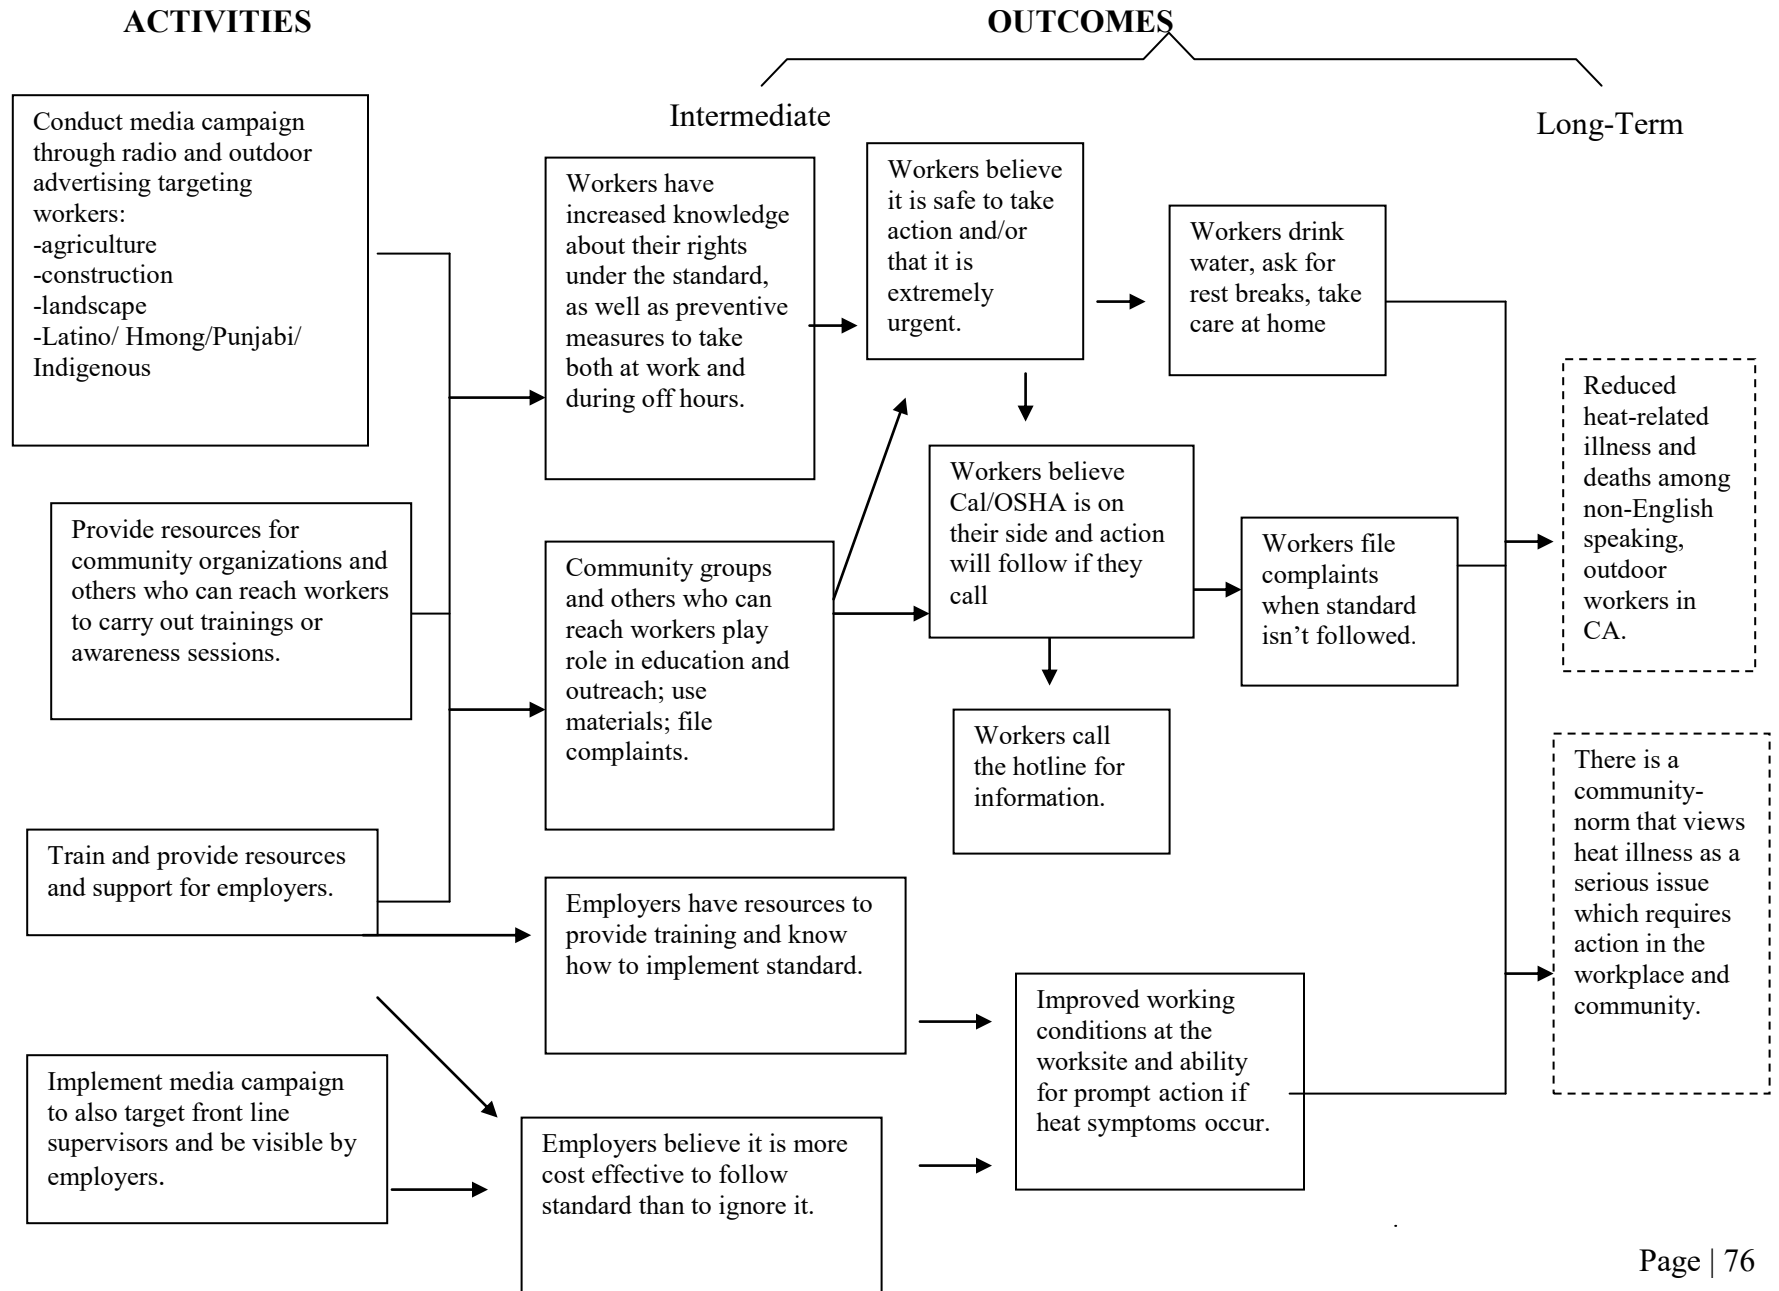 ACTIVITIES
OUTCOMES
Intermediate
Long-Term
Conduct media campaign
through radio and outdoor
advertising targeting
workers:
-agriculture
-construction
-landscape
-Latino/ Hmong/Punjabi/
Indigenous
Provide resources for
community organizations and
others who can reach workers
to carry out trainings or
awareness sessions.
Train and provide resources
and support for employers.
Implement media campaign
to also target front line
supervisors and be visible by
employers.
Workers have
increased knowledge
about their rights
under the standard,
as well as preventive
measures to take
both at work and
during off hours.
Community groups
and others who can
reach workers play
role in education and
outreach; use
materials; file
complaints.
Employers have resources to
provide training and know
how to implement standard.
Employers believe it is more
cost effective to follow
standard than to ignore it.
Workers believe
it is safe to take
action and/or
that it is
extremely
urgent.
Workers believe
Cal/OSHA is on
their side and action
will follow if they
call
Workers call
the hotline for
information.
Improved working
conditions at the
worksite and ability
for prompt action if
heat symptoms occur.
Workers drink
water, ask for
rest breaks, take
care at home
Workers file
complaints
when standard
isn’t followed.
Reduced
heat-related
illness and
deaths among
non-English
speaking,
outdoor
workers in
CA.
There is a
community-
norm that views
heat illness as a
serious issue
which requires
action in the
workplace and
community.
.
Page | 76